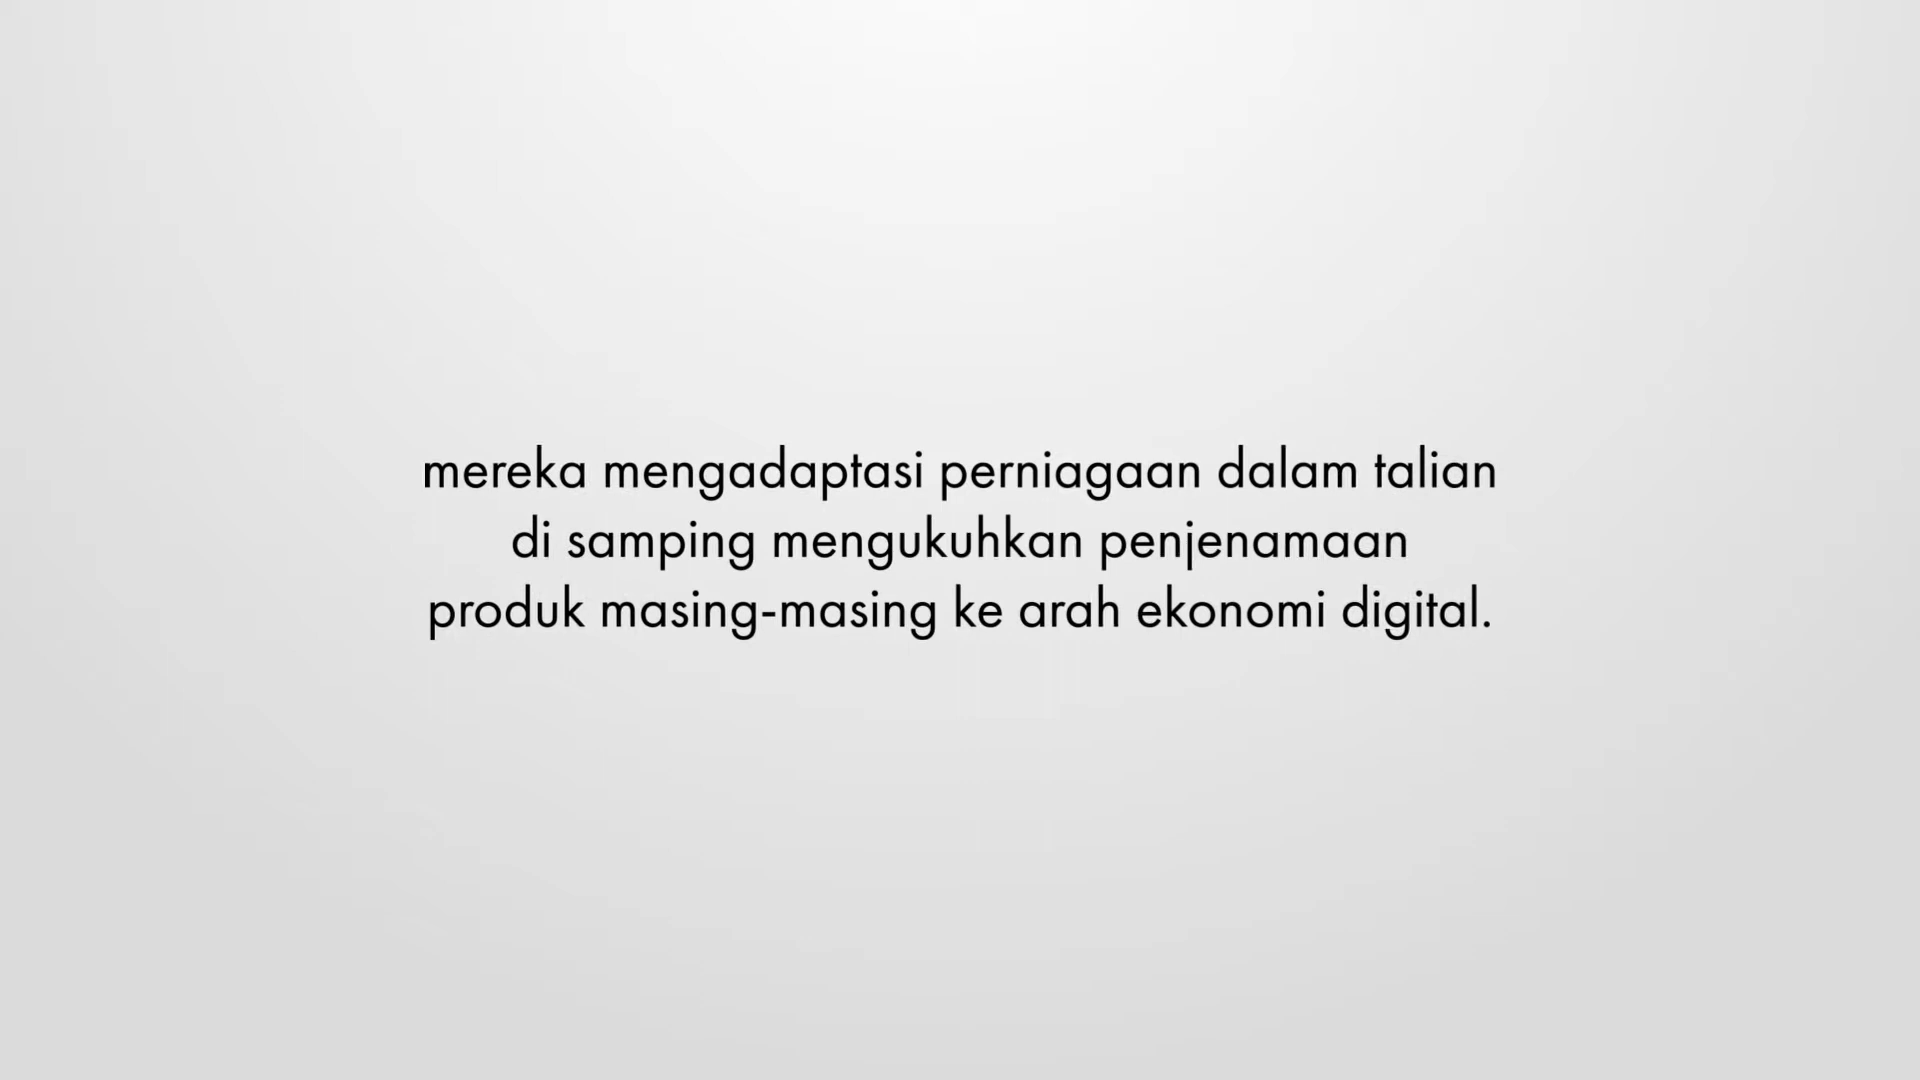 mereka mengadaptasi perniagaan dalam talian
di samping mengukuhkan penjenamaan
produk masing-masing ke arah ekonomi digital.